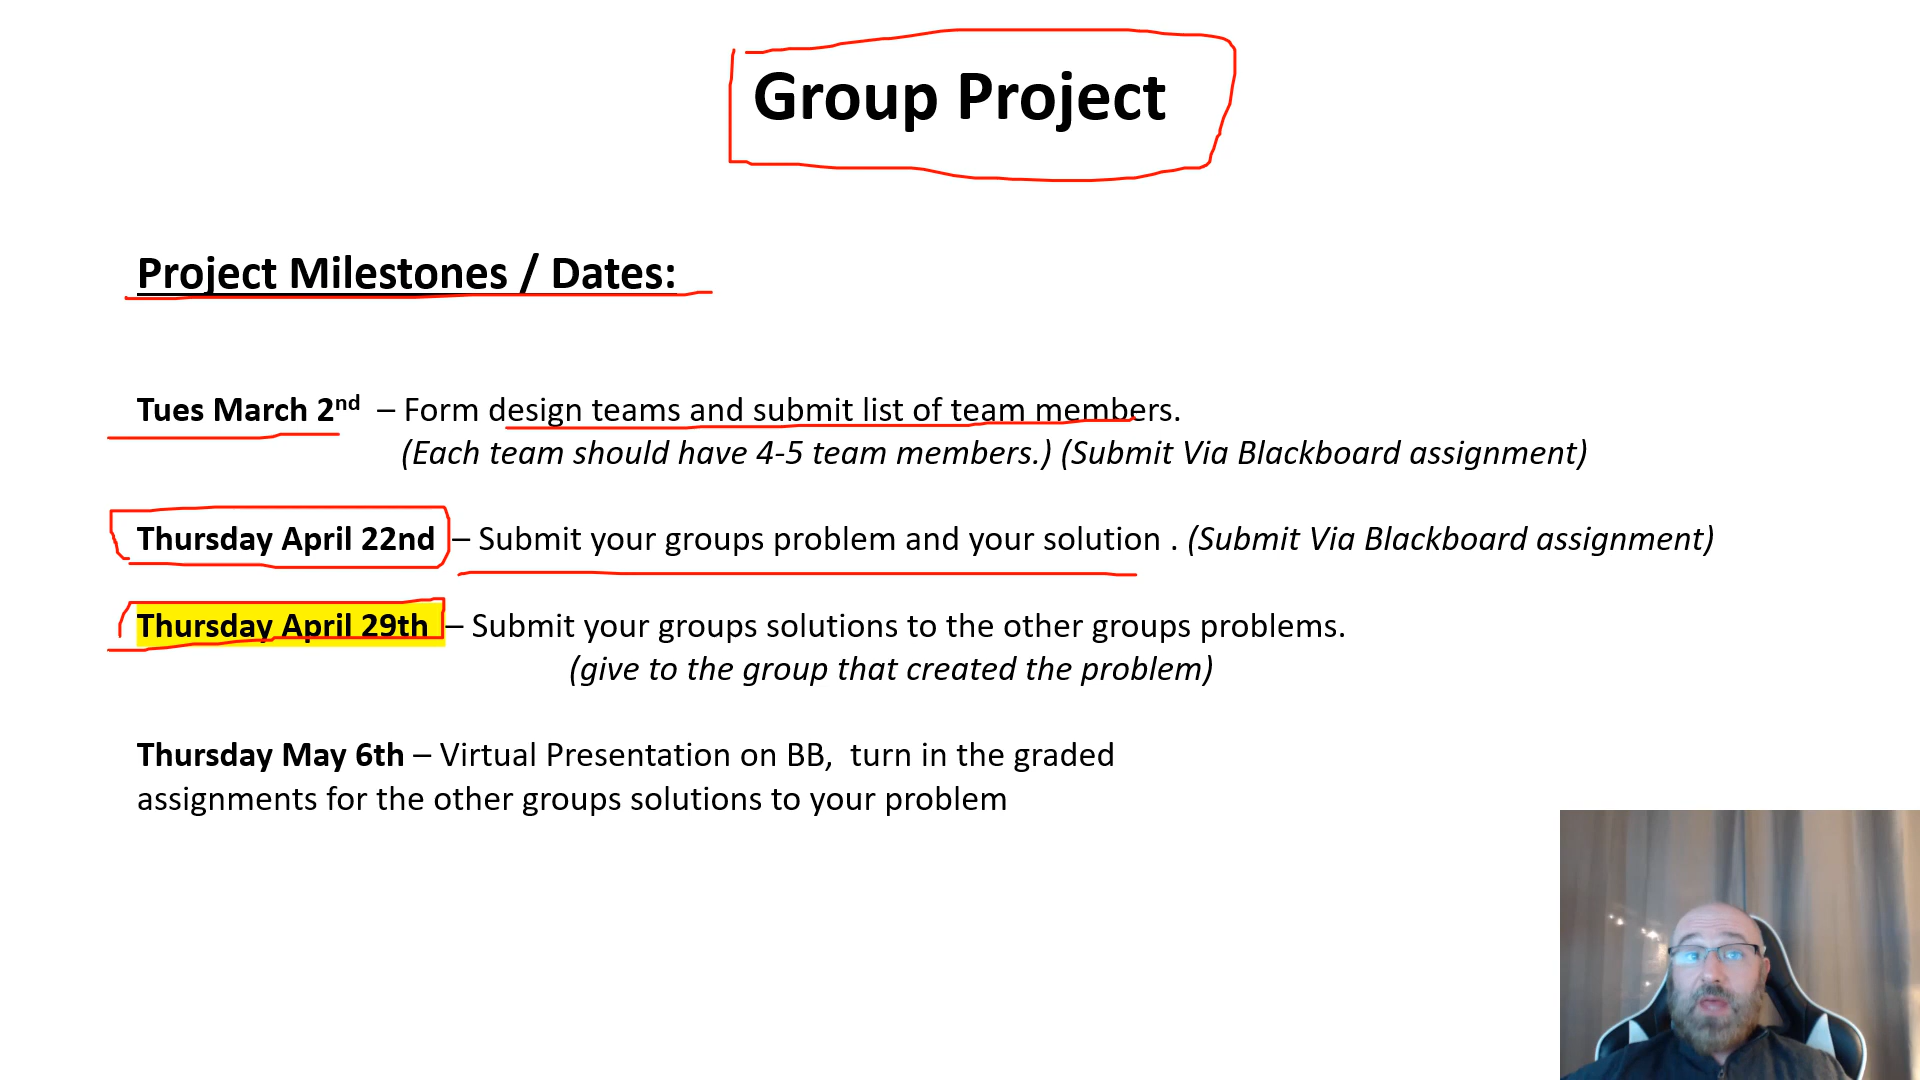 Group Project
Project Milestones / Dates:
Tues March 2nd – Form design teams and submit list of team members.
(Each team should have 4-5 team members.) (Submit Via Blackboard assignment)
Thursday April 22nd – Submit your groups problem and your solution . (Submit Via Blackboard assignment)
Thursday April 29th – Submit your groups solutions to the other groups problems.
(give to the group that created the problem)
Thursday May 6th – Virtual Presentation on BB,  turn in the graded
assignments for the other groups solutions to your problem